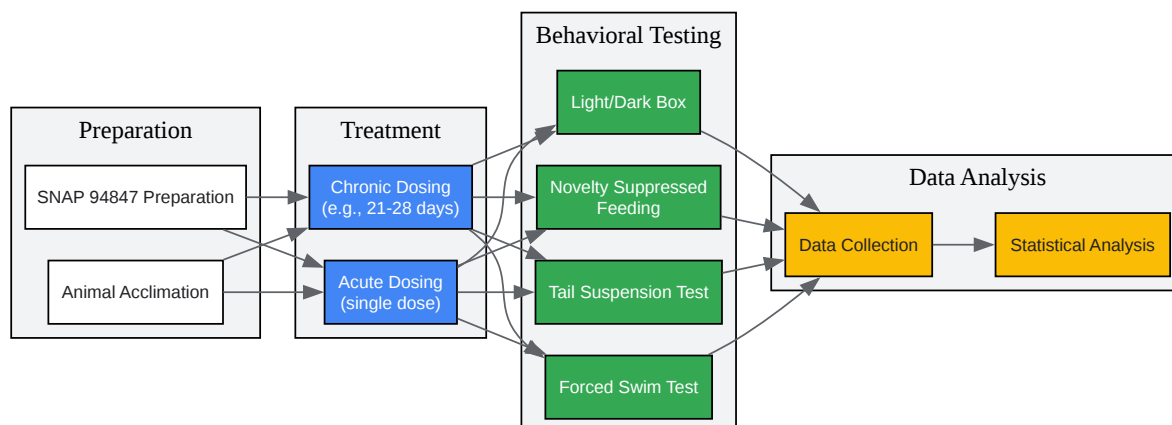 Preparation
SNAP 94847 Preparation
Animal Acclimation
Treatment
Chronic Dosing
(e.g., 21-28 days)
Acute Dosing
(single dose)
Behavioral Testing
Light/Dark Box
Novelty Suppressed
Feeding
Tail Suspension Test
Forced Swim Test
Data Analysis
Data Collection
Statistical Analysis